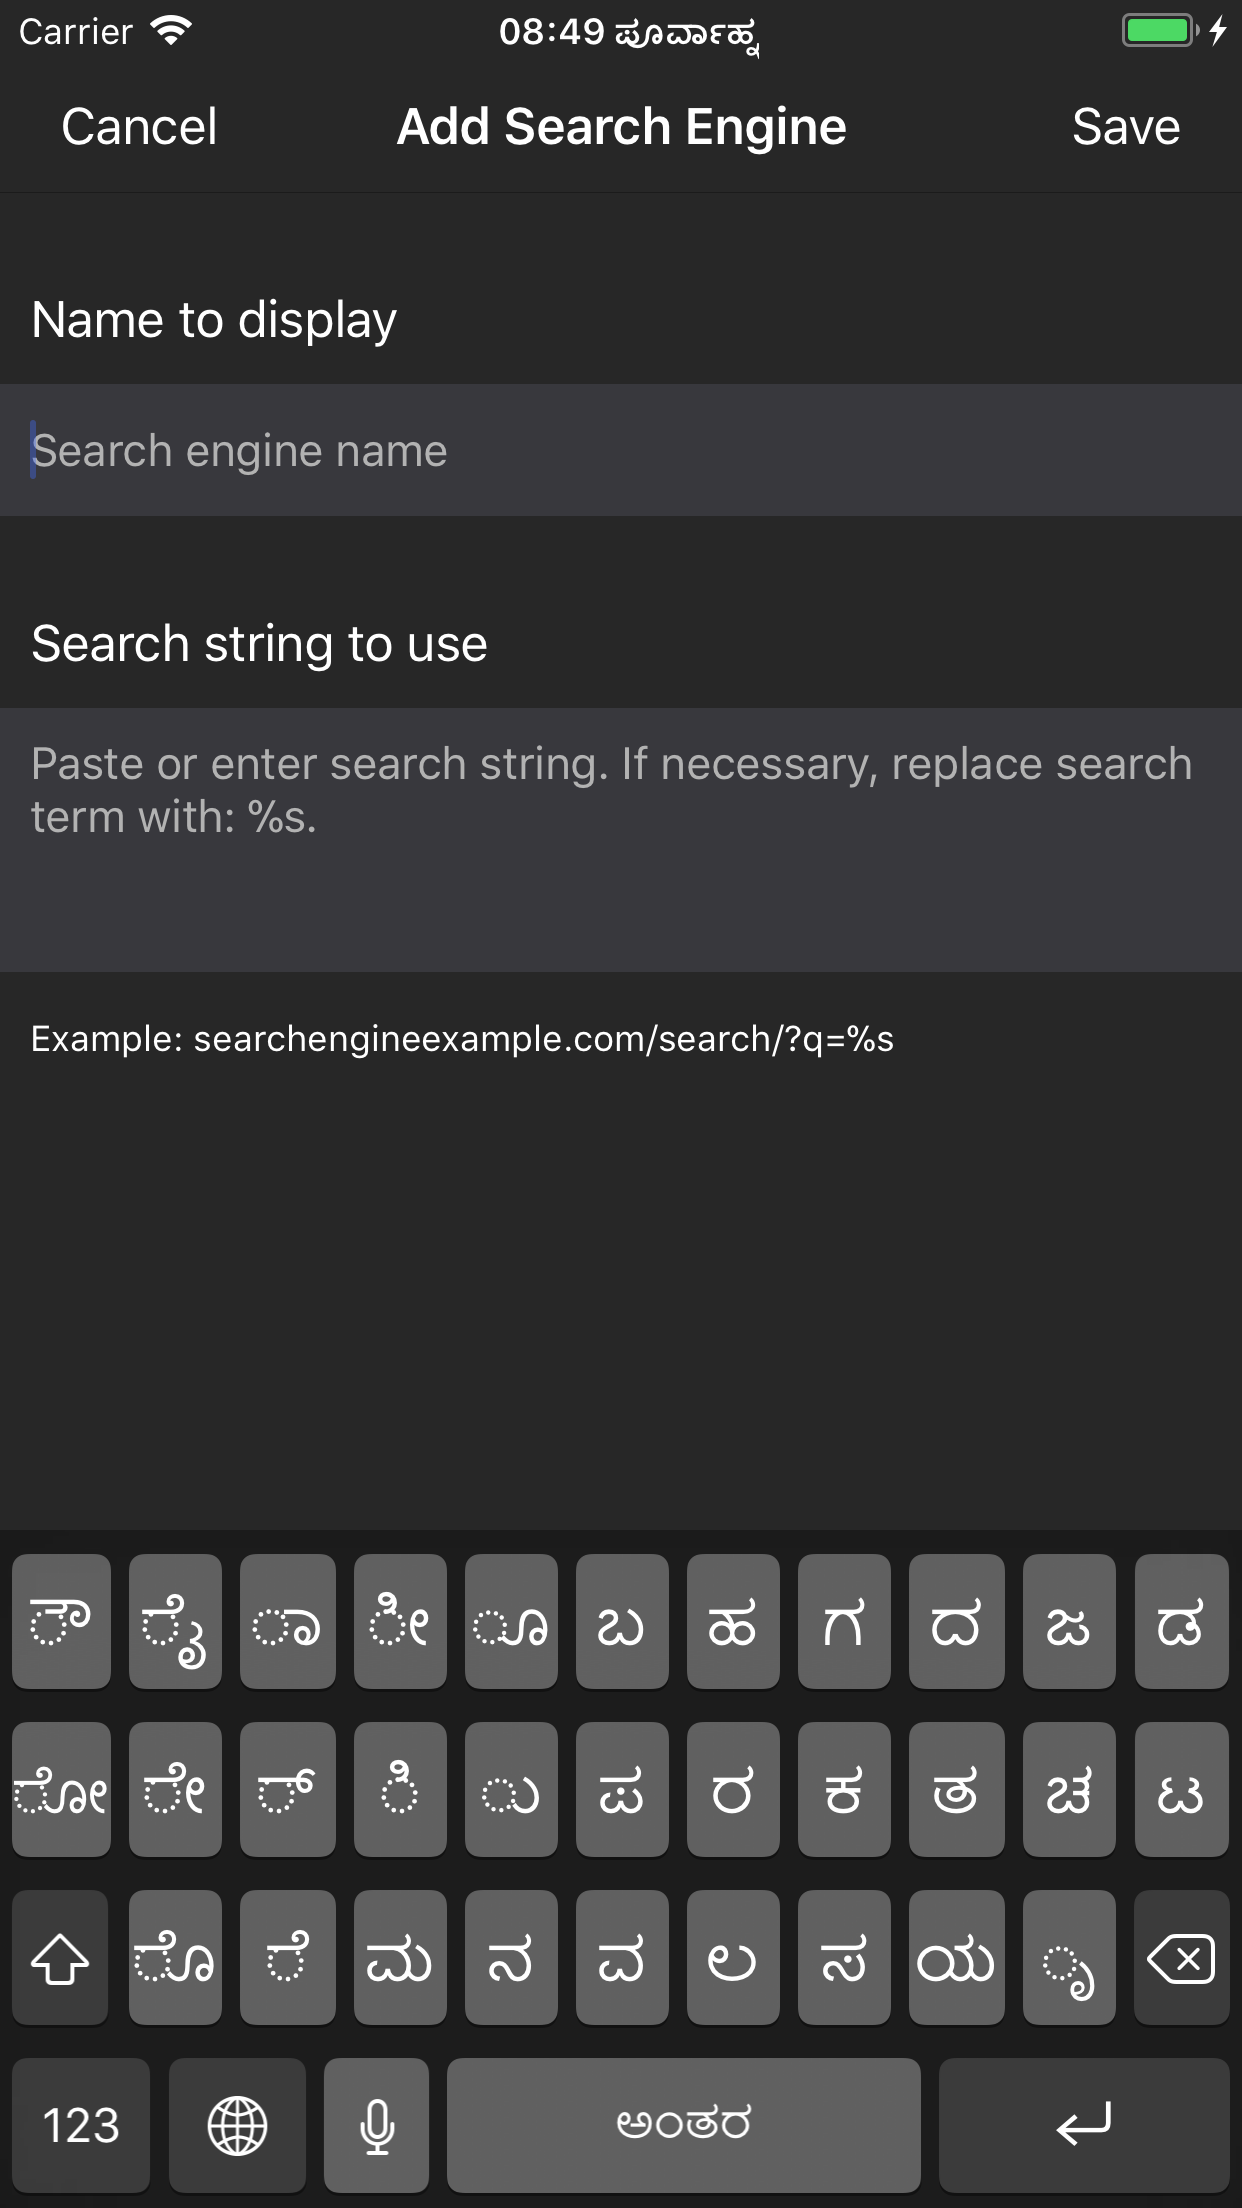 Carrier 08:49 ಪೂರ್ವಾಹ್ನ
Cancel Add Search Engine Save
Name to display
Search engine name
Search string to use
Paste or enter search string. If necessary, replace search
term with: %s.
Example: searchengineexample.com/search/?q=%s
ೌ ೈ ಾ ೀ ೂ ಬ ಹ ಗ ದ ಜ ಡ
ೋ ೇ ್ ಿ ು ಪ ರ ಕ ತ ಚ ಟ
ೊ ೆ ಮ ನ ವ ಲ ಸ ಯ ೃ
123 ಅಂತರ